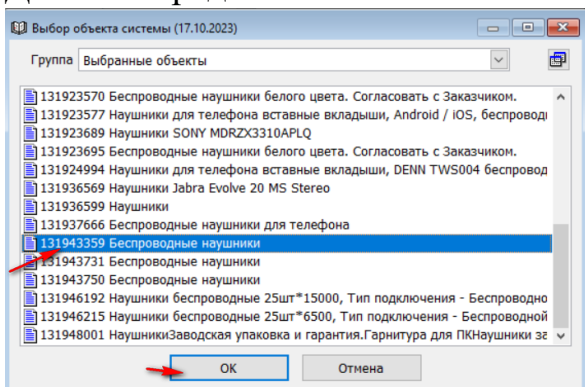 Выбор объекта системы (17.10.2023)
Группа Выбранные объекты
131923570 Беспроводные наушники белого цвета. Согласовать с Заказчиком.
131923577 Наушники для телефона вставные вкладыши, Android / iOS, беспровод
131923689 Наушники SONY MDRZX3310APLQ
131923695 Беспроводные наушники белого цвета. Согласовать с Заказчиком.
131924994 Наушники для телефона вставные вкладыши, DENN TWS004 беспровод
131936569 Наушники Jabra Evolve 20 MS Stereo
131936599 Наушники
131937666 Беспроводные наушники для телефона
131943359 Беспроводные наушники
131943731 Беспроводные наушники
131943750 Беспроводные наушники
131946192 Наушники беспроводные 25шт*15000, Тип подключения - Беспроводно
131946215 Наушники беспроводные 25шт*6500, Тип подключения - Беспроводной
131948001 НаушникиЗаводская упаковка и гарантия.Гарнитура для ПКНаушники за
ОК Отмена